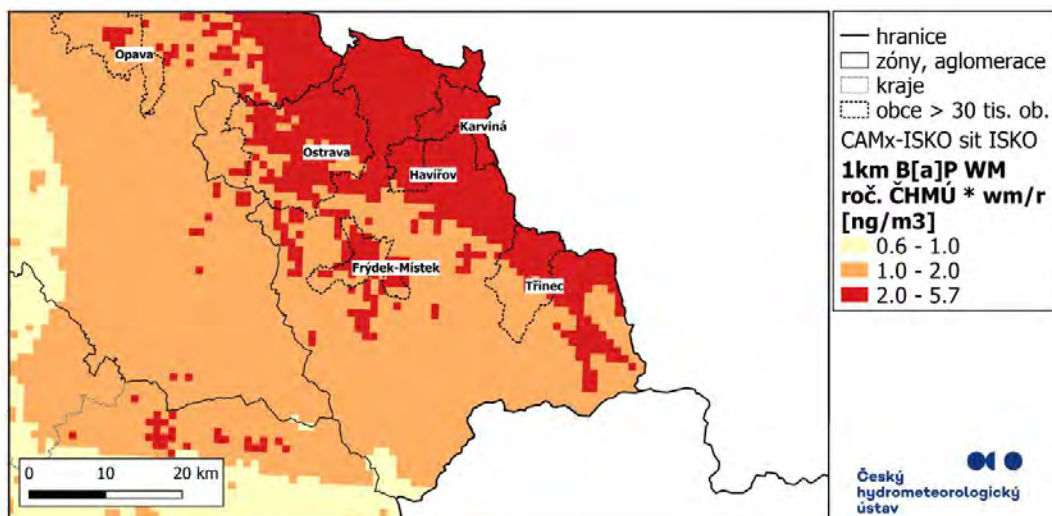 Opava
Karviná
Ostrava
Havířov
Frýdek-Místek
Třinec
0 10 20 km
hranice
zóny, aglomerace
kraje
obce > 30 tis. ob.
CAMx-ISKO sit ISKO
1km B[a]P WM
roč. ČHMÚ * wm/r
[ng/m3]
0.6 - 1.0
1.0 - 2.0
2.0 - 5.7
Český
hydrometeorologický
ústav